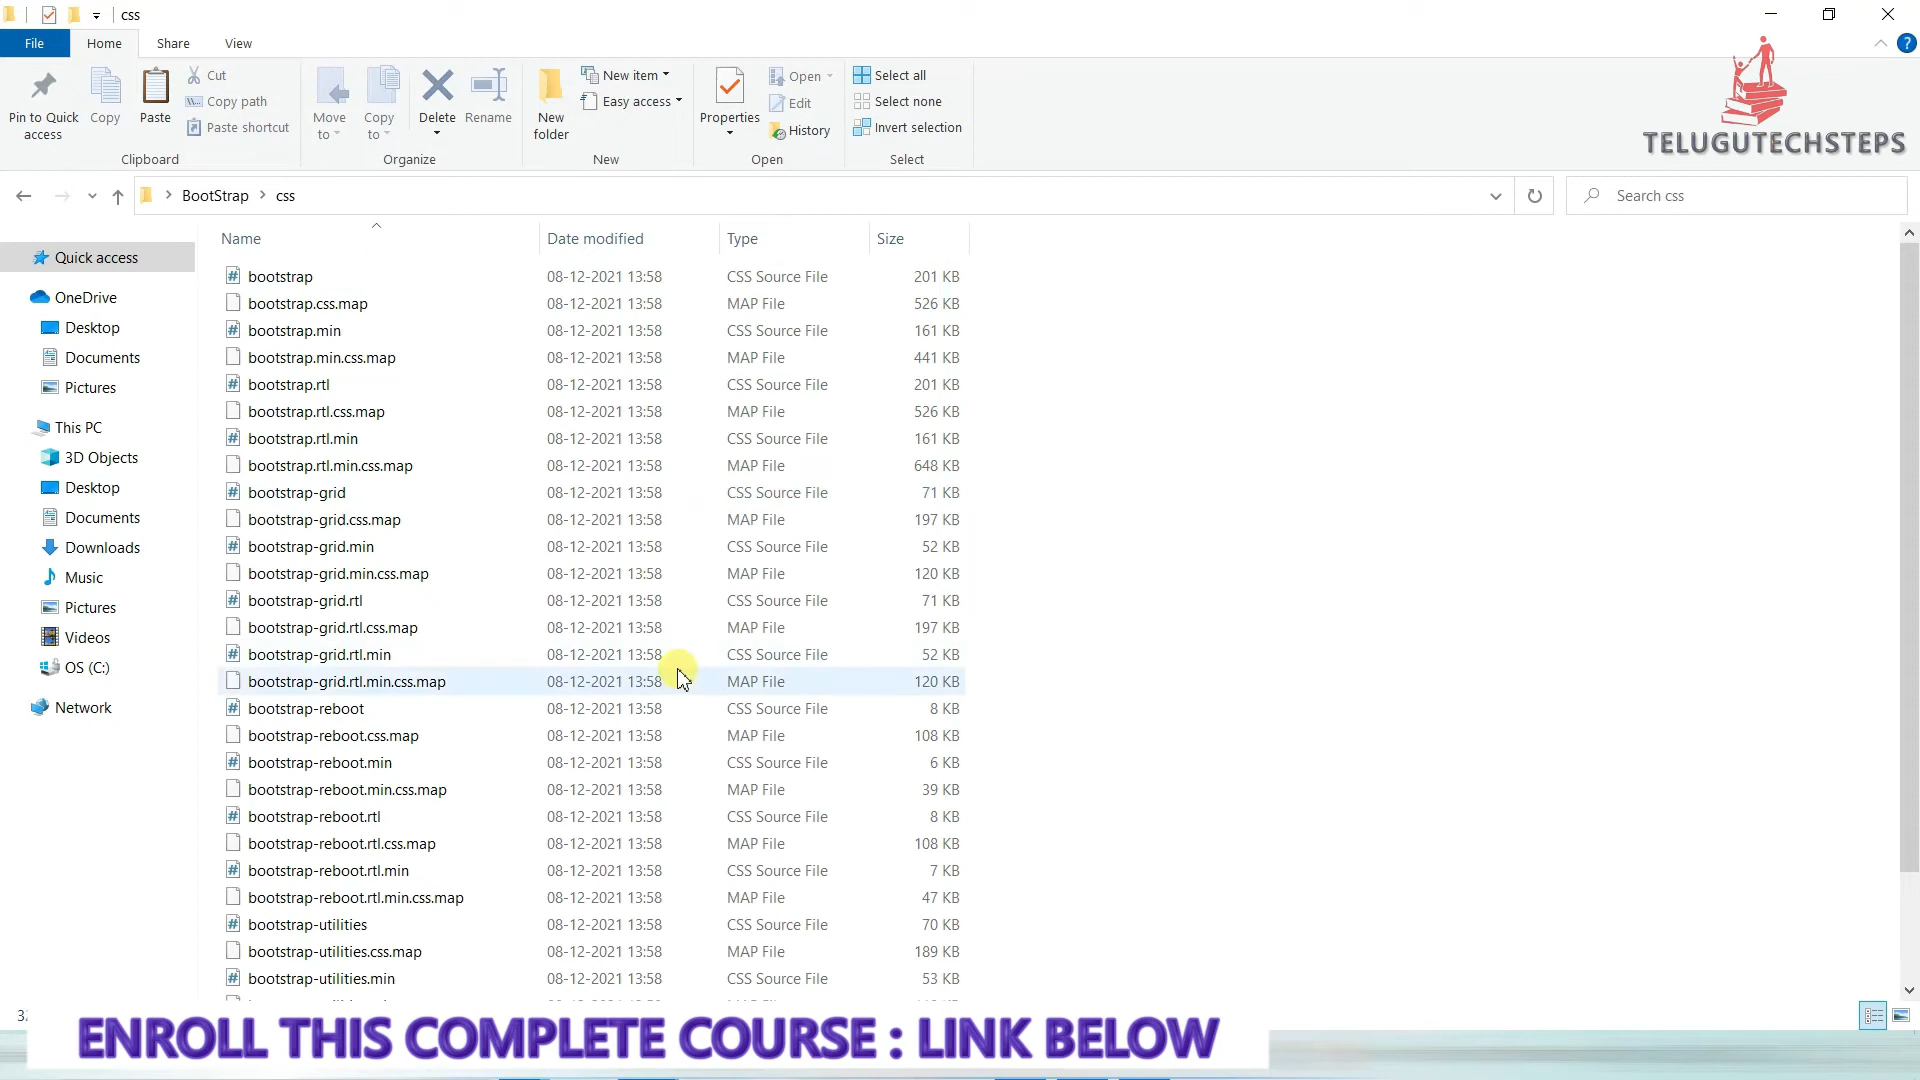 css
File Home Share View
Pin to Quick access
Copy
Paste
Cut
Copy path
Paste shortcut
Clipboard
Move to
Copy to
Delete
Rename
Organize
New folder
New item
Easy access
New
Properties
Open
Edit
History
Open
Select all
Select none
Invert selection
Select
TELUGUTECHSTEPS
BootStrap > css
Search css
Name Date modified Type Size
Quick access
OneDrive
Desktop
Documents
Pictures
This PC
3D Objects
Desktop
Documents
Downloads
Music
Pictures
Videos
OS (C:)
Network
bootstrap 08-12-2021 13:58 CSS Source File 201 KB
bootstrap.css.map 08-12-2021 13:58 MAP File 526 KB
bootstrap.min 08-12-2021 13:58 CSS Source File 161 KB
bootstrap.min.css.map 08-12-2021 13:58 MAP File 441 KB
bootstrap.rtl 08-12-2021 13:58 CSS Source File 201 KB
bootstrap.rtl.css.map 08-12-2021 13:58 MAP File 526 KB
bootstrap.rtl.min 08-12-2021 13:58 CSS Source File 161 KB
bootstrap.rtl.min.css.map 08-12-2021 13:58 MAP File 648 KB
bootstrap-grid 08-12-2021 13:58 CSS Source File 71 KB
bootstrap-grid.css.map 08-12-2021 13:58 MAP File 197 KB
bootstrap-grid.min 08-12-2021 13:58 CSS Source File 52 KB
bootstrap-grid.min.css.map 08-12-2021 13:58 MAP File 120 KB
bootstrap-grid.rtl 08-12-2021 13:58 CSS Source File 71 KB
bootstrap-grid.rtl.css.map 08-12-2021 13:58 MAP File 197 KB
bootstrap-grid.rtl.min 08-12-2021 13:58 CSS Source File 52 KB
bootstrap-grid.rtl.min.css.map 08-12-2021 13:58 MAP File 120 KB
bootstrap-reboot 08-12-2021 13:58 CSS Source File 8 KB
bootstrap-reboot.css.map 08-12-2021 13:58 MAP File 108 KB
bootstrap-reboot.min 08-12-2021 13:58 CSS Source File 6 KB
bootstrap-reboot.min.css.map 08-12-2021 13:58 MAP File 39 KB
bootstrap-reboot.rtl 08-12-2021 13:58 CSS Source File 8 KB
bootstrap-reboot.rtl.css.map 08-12-2021 13:58 MAP File 108 KB
bootstrap-reboot.rtl.min 08-12-2021 13:58 CSS Source File 7 KB
bootstrap-reboot.rtl.min.css.map 08-12-2021 13:58 MAP File 47 KB
bootstrap-utilities 08-12-2021 13:58 CSS Source File 70 KB
bootstrap-utilities.css.map 08-12-2021 13:58 MAP File 189 KB
bootstrap-utilities.min 08-12-2021 13:58 CSS Source File 53 KB
ENROLL THIS COMPLETE COURSE : LINK BELOW